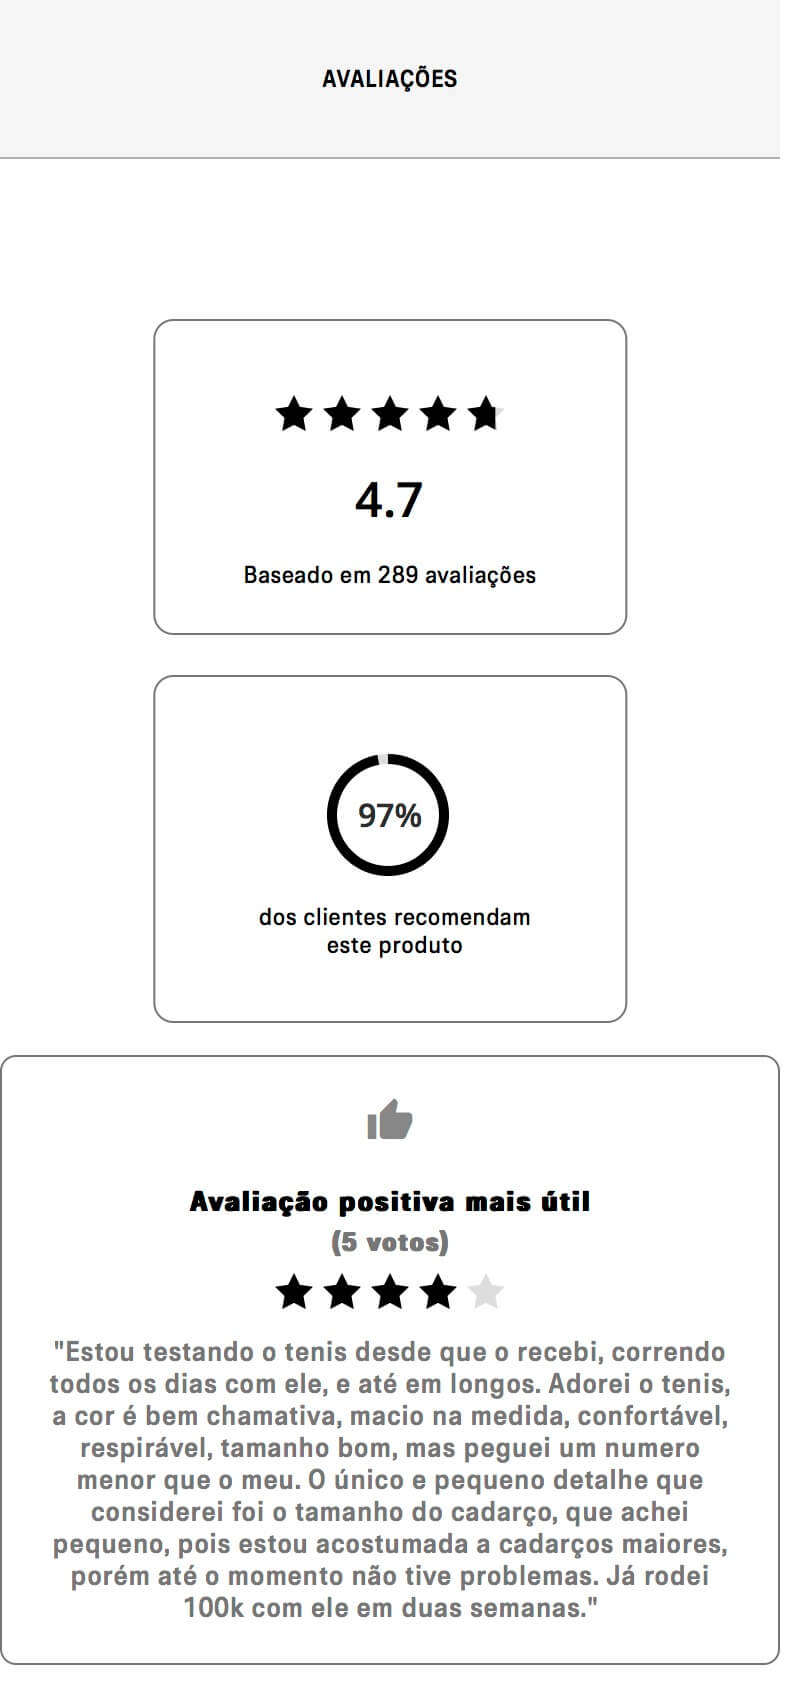 AVALIAÇÕES
4.7
Baseado em 289 avaliações
97%
dos clientes recomendam
este produto
Avaliação positiva mais útil
(5 votos)
"Estou testando o tenis desde que o recebi, correndo
todos os dias com ele, e até em longos. Adorei o tenis,
a cor é bem chamativa, macio na medida, confortável,
respirável, tamanho bom, mas peguei um numero
menor que o meu. O único e pequeno detalhe que
considerei foi o tamanho do cadarço, que achei
pequeno, pois estou acostumada a cadarços maiores,
porém até o momento não tive problemas. Já rodei
100k com ele em duas semanas."